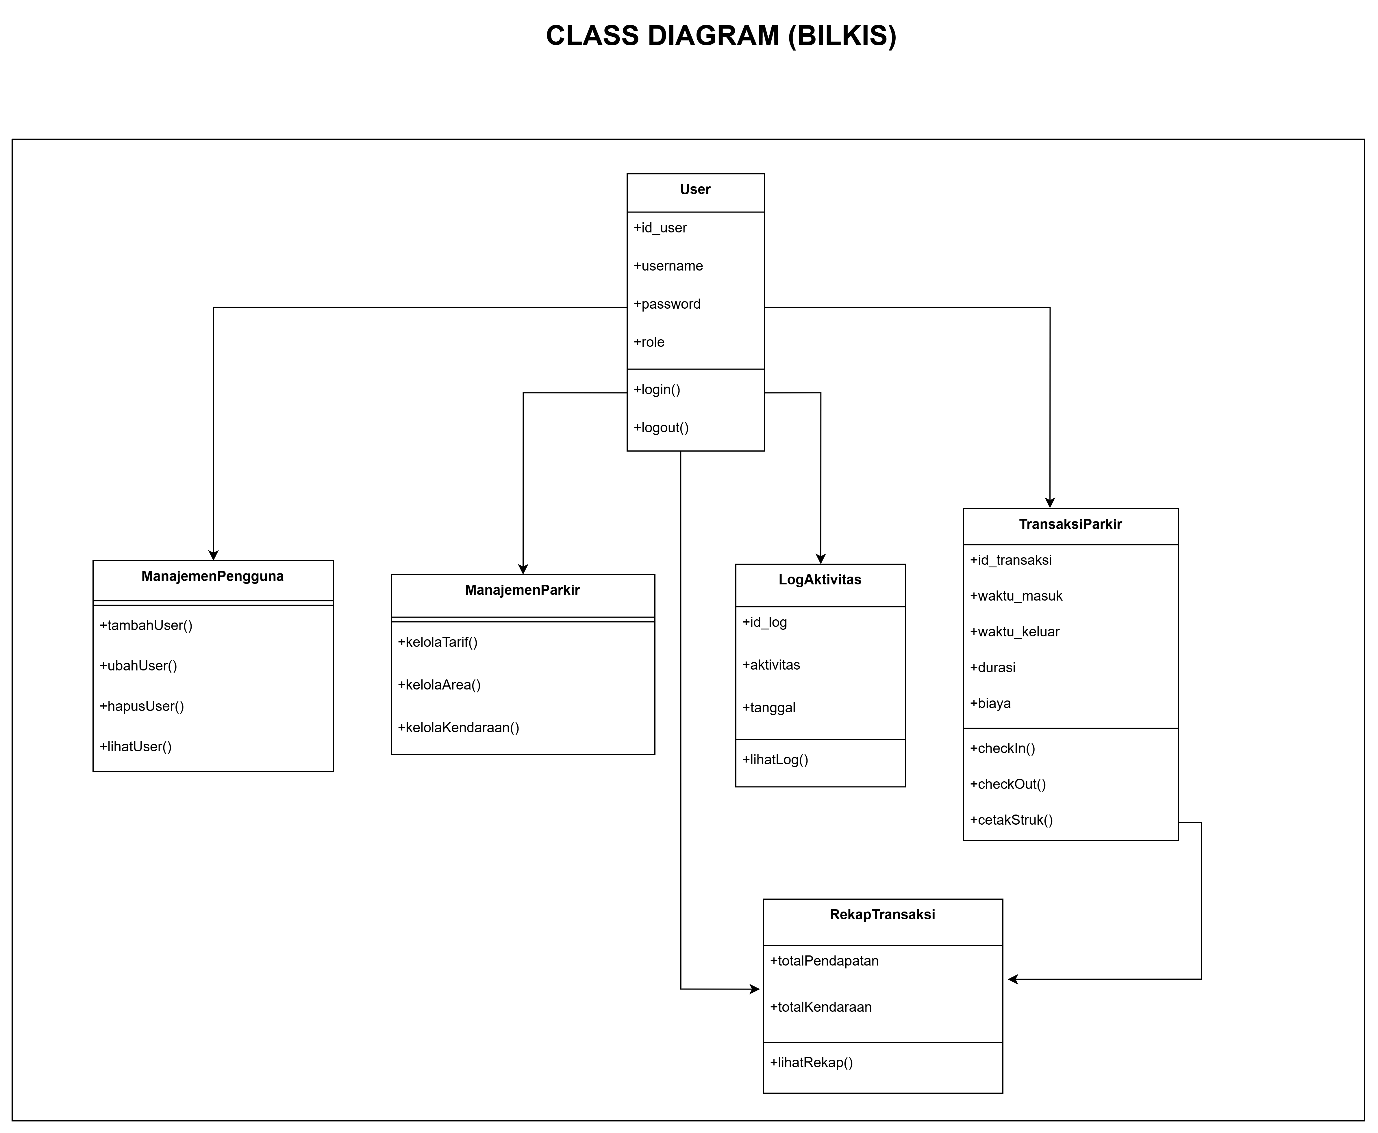 CLASS DIAGRAM (BILKIS)
User
+id_user
+username
+password
+role
+login()
+logout()
ManajemenPengguna
+tambahUser()
+ubahUser()
+hapusUser()
+lihatUser()
ManajemenParkir
+kelolaTarif()
+kelolaArea()
+kelolaKendaraan()
LogAktivitas
+id_log
+aktivitas
+tanggal
+lihatLog()
TransaksiParkir
+id_transaksi
+waktu_masuk
+waktu_keluar
+durasi
+biaya
+checkIn()
+checkOut()
+cetakStruk()
RekapTransaksi
+totalPendapatan
+totalKendaraan
+lihatRekap()